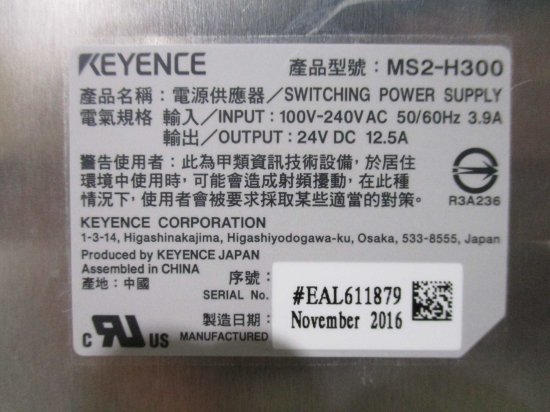 KEYENCE 產品型號：MS2-H300
產品名稱：電源供應器／SWITCHING POWER SUPPLY
電氣規格 輸入／INPUT：100V-240V AC 50/60Hz 3.9A
輸出／OUTPUT：24V DC 12.5A
警告使用者：此為甲類資訊技術設備，於居住
環境中使用時，可能會造成射頻擾動，在此種
情況下，使用者會被要求採取某些適當的對策。
R3A236
KEYENCE CORPORATION
1-3-14, Higashinakajima, Higashiyodogawa-ku, Osaka, 533-8555, Japan
Produced by KEYENCE JAPAN
Assembled in CHINA
產地：中國
序號：
SERIAL No.
#EAL611879
製造日期：
MANUFACTURED
November 2016
c RU US